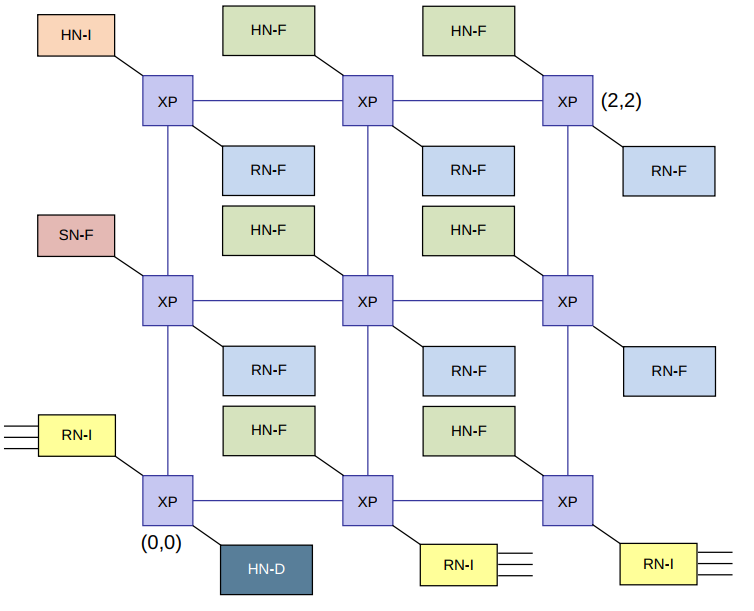 HN-I
HN-F
HN-F
XP
XP
XP
(2,2)
RN-F
RN-F
RN-F
SN-F
HN-F
HN-F
XP
XP
XP
RN-F
RN-F
RN-F
RN-I
HN-F
HN-F
XP
XP
XP
(0,0)
HN-D
RN-I
RN-I